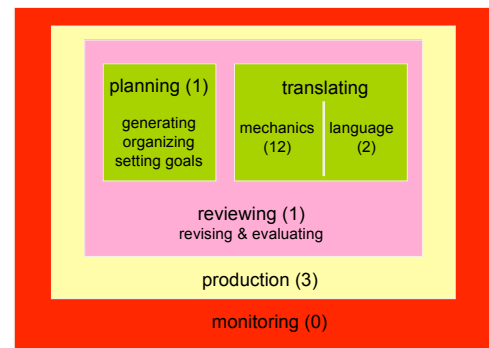 planning (1)
generating
organizing
setting goals
translating
mechanics
(12)
language
(2)
reviewing (1)
revising & evaluating
production (3)
monitoring (0)